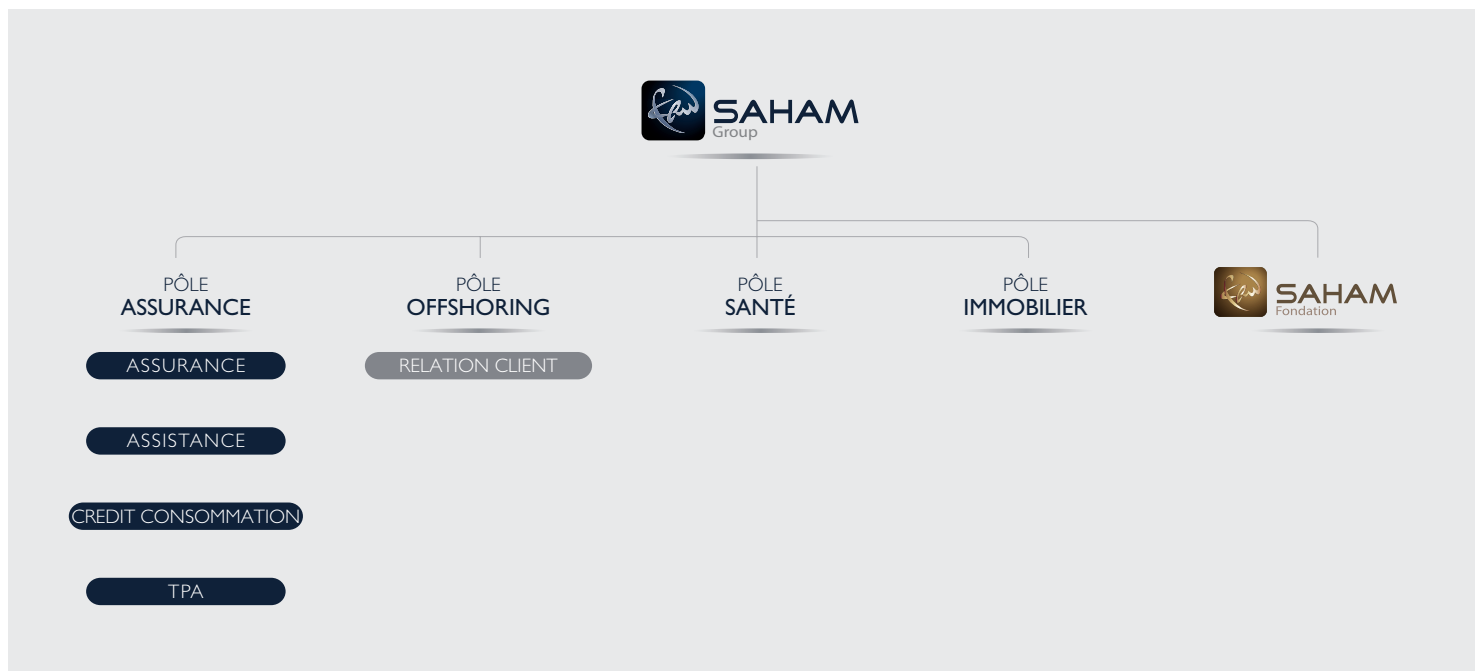 SAHAM
Group
PÔLE
ASSURANCE
PÔLE
OFFSHORING
PÔLE
SANTÉ
PÔLE
IMMOBILIER
SAHAM
Fondation
ASSURANCE
RELATION CLIENT
ASSISTANCE
CREDIT CONSOMMATION
TPA